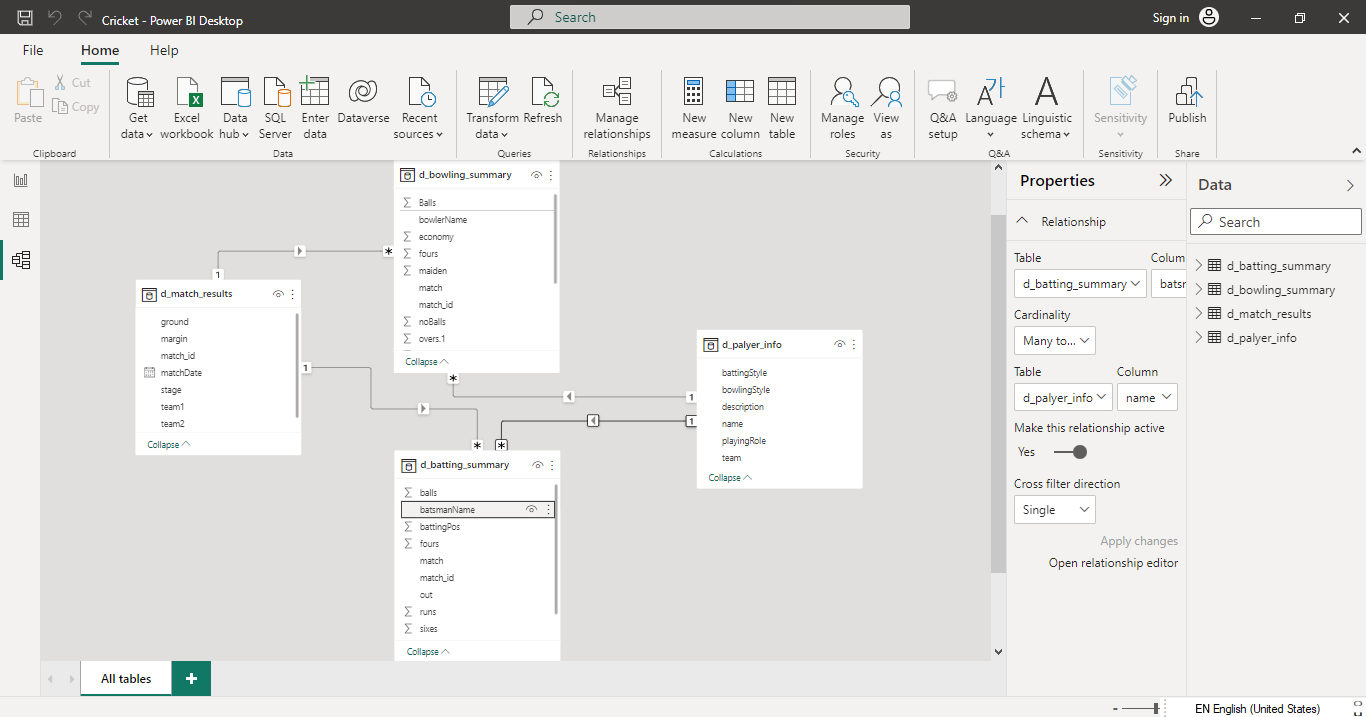 Cricket - Power BI Desktop
Search
Sign in
File
Home
Help
Paste
Cut
Copy
Clipboard
Get data
Excel workbook
Data hub
SQL Server
Enter data
Dataverse
Recent sources
Data
Transform data
Refresh
Queries
Manage relationships
Relationships
New measure
New column
New table
Calculations
Manage roles
View as
Security
Q&A setup
Language
Linguistic schema
Q&A
Sensitivity
Sensitivity
Publish
Share
d_bowling_summary
Balls
bowlerName
economy
fours
maiden
match
match_id
noBalls
overs.1
Collapse
1
*
d_match_results
ground
margin
match_id
matchDate
stage
team1
team2
Collapse
1
*
1
1
*
*
d_palyer_info
battingStyle
bowlingStyle
description
name
playingRole
team
Collapse
d_batting_summary
balls
batsmanName
battingPos
fours
match
match_id
out
runs
sixes
Collapse
All tables
+
Properties
Relationship
Table
Colum
d_batting_summary
batsr
Cardinality
Many to...
Table
Column
d_palyer_info
name
Make this relationship active
Yes
Cross filter direction
Single
Apply changes
Open relationship editor
Data
Search
d_batting_summary
d_bowling_summary
d_match_results
d_palyer_info
-
EN English (United States)